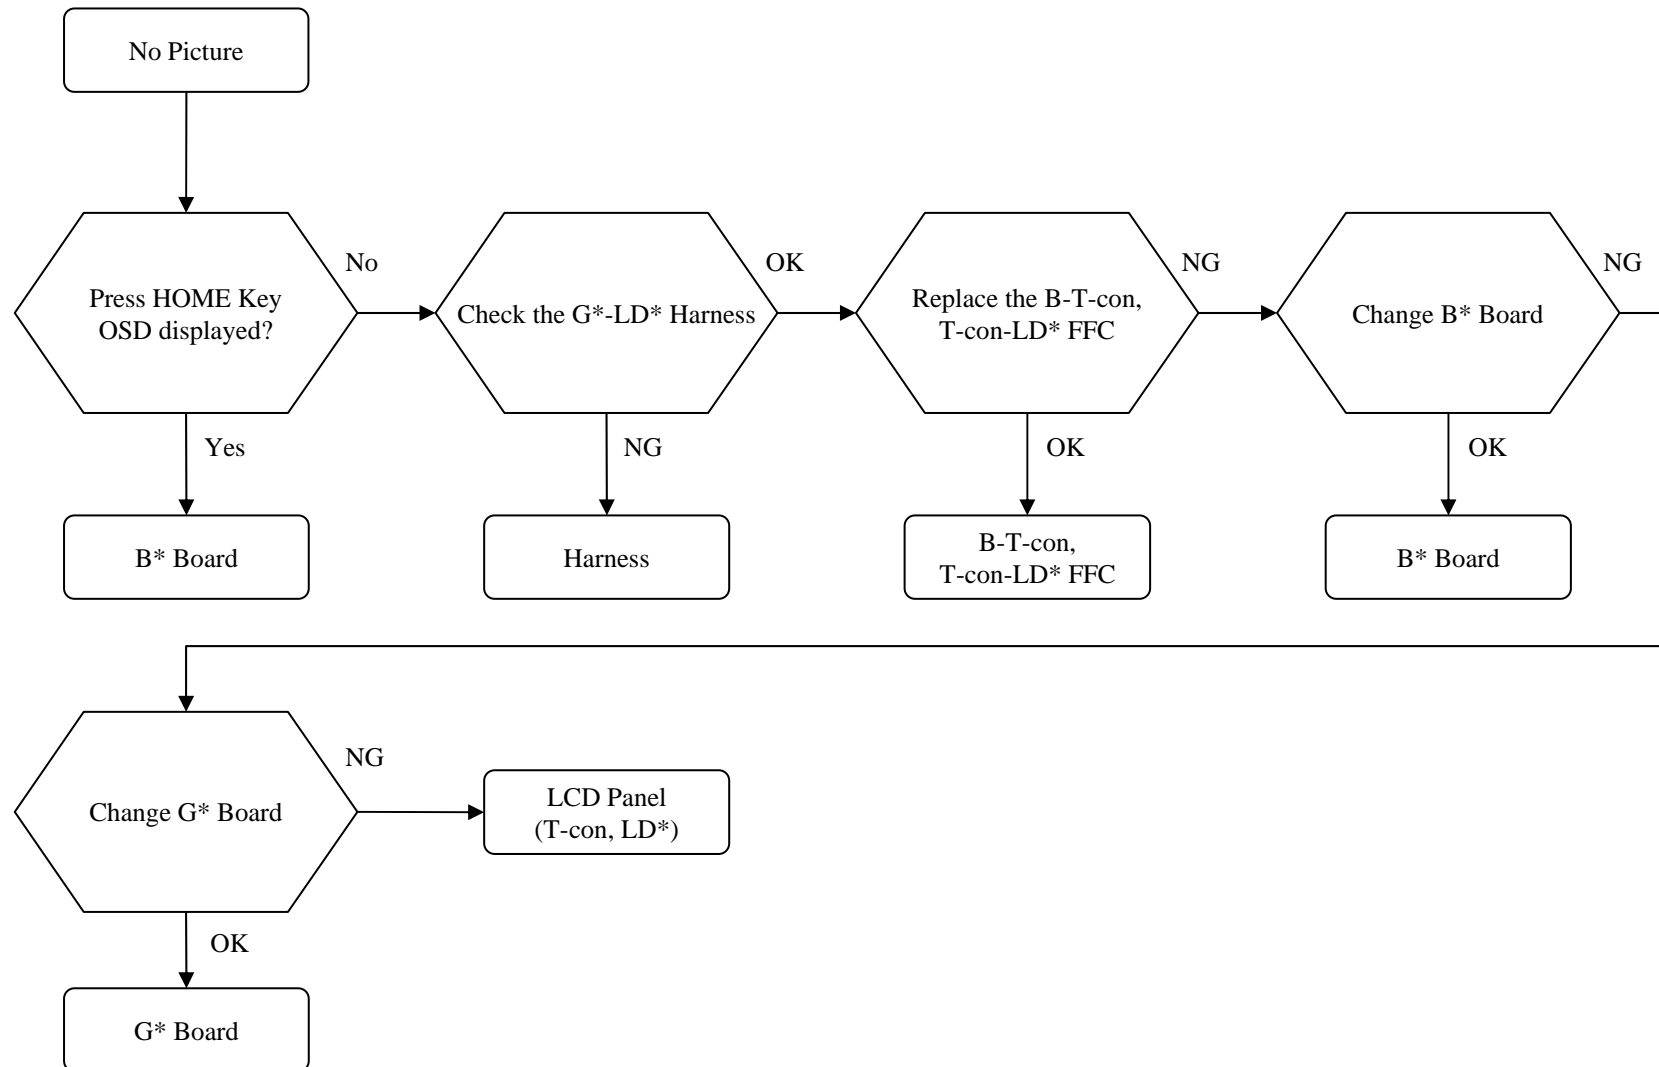 No Picture
No
OK
NG
NG
Press HOME Key
OSD displayed?
Check the G*-LD* Harness
Replace the B-T-con,
T-con-LD* FFC
Change B* Board
Yes
NG
OK
OK
B* Board
Harness
B-T-con,
T-con-LD* FFC
B* Board
NG
Change G* Board
LCD Panel
(T-con, LD*)
OK
G* Board